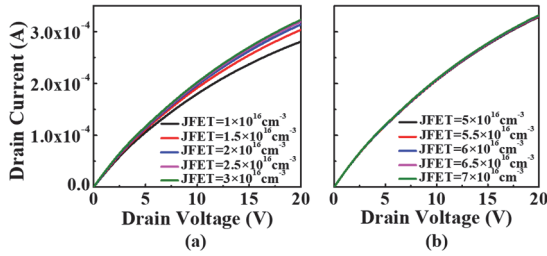 Drain Current (A)
3.0x10⁻⁴
2.0x10⁻⁴
1.0x10⁻⁴
0.0
JFET=1×10¹⁶cm⁻³
JFET=1.5×10¹⁶cm⁻³
JFET=2×10¹⁶cm⁻³
JFET=2.5×10¹⁶cm⁻³
JFET=3×10¹⁶cm⁻³
0 5 10 15 20
Drain Voltage (V)
(a)
JFET=5×10¹⁶cm⁻³
JFET=5.5×10¹⁶cm⁻³
JFET=6×10¹⁶cm⁻³
JFET=6.5×10¹⁶cm⁻³
JFET=7×10¹⁶cm⁻³
0 5 10 15 20
Drain Voltage (V)
(b)